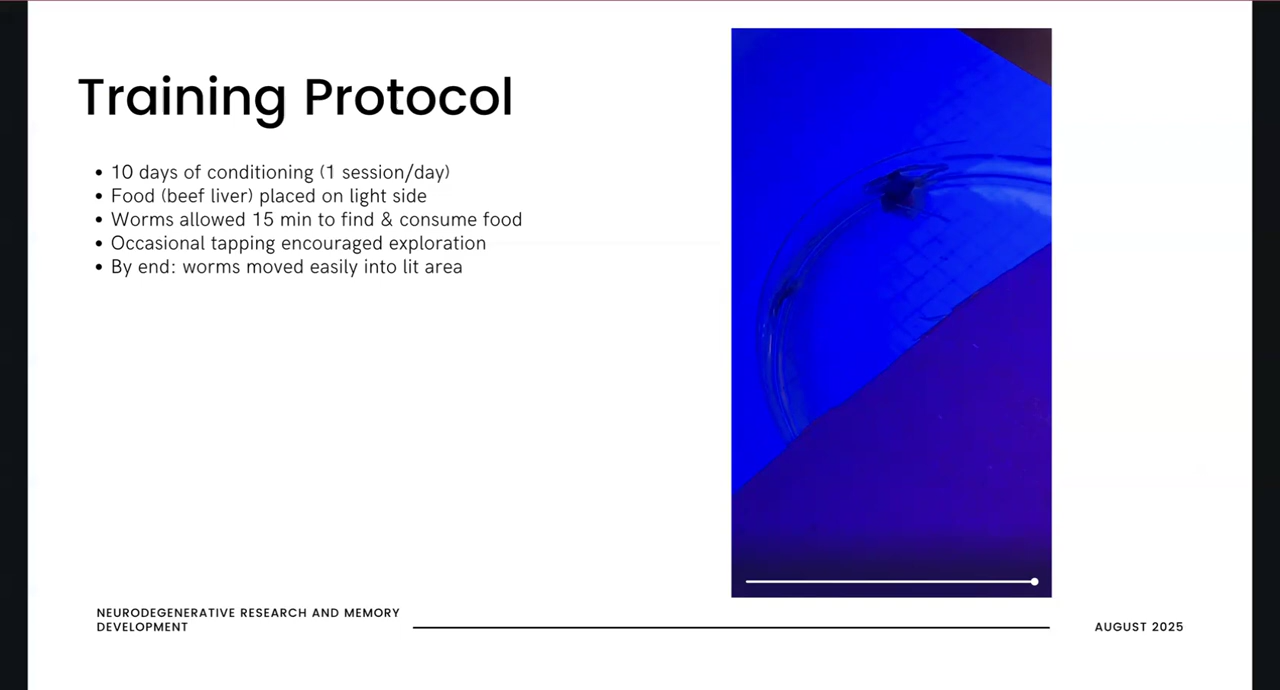 Training Protocol
• 10 days of conditioning (1 session/day)
• Food (beef liver) placed on light side
• Worms allowed 15 min to find & consume food
• Occasional tapping encouraged exploration
• By end: worms moved easily into lit area
NEURODEGENERATIVE RESEARCH AND MEMORY
DEVELOPMENT
AUGUST 2025